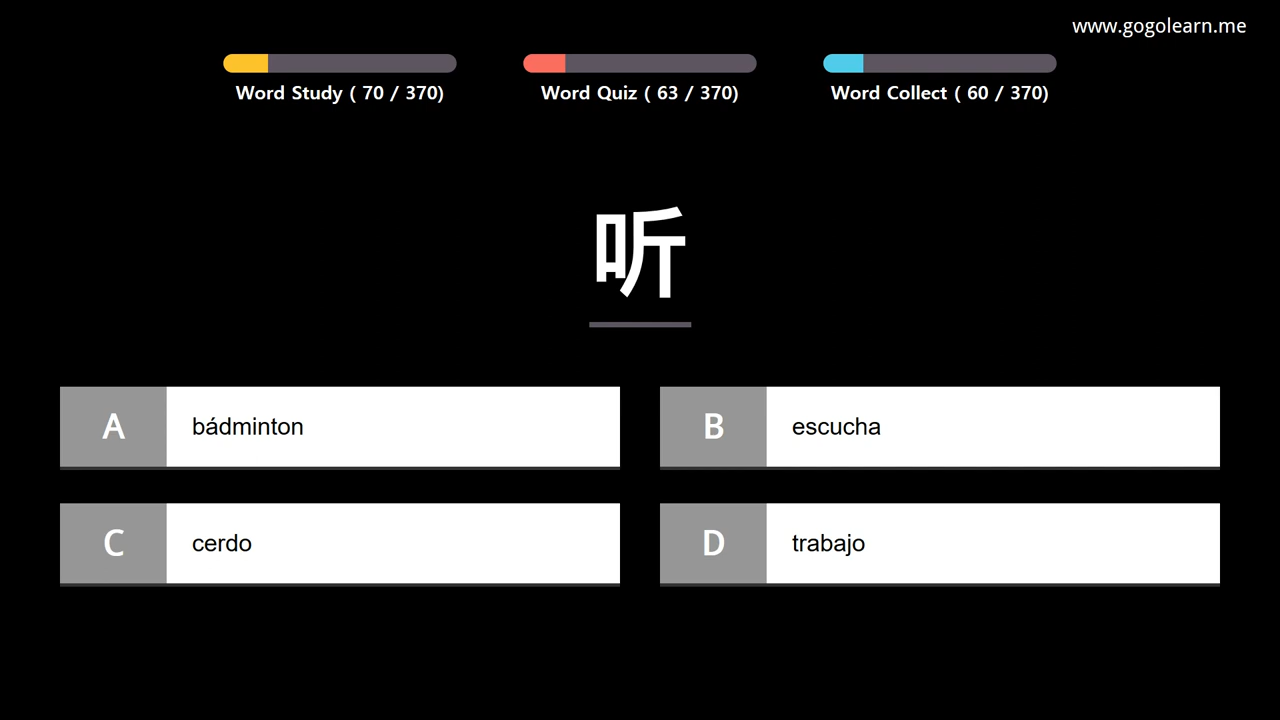 www.gogolearn.me
Word Study ( 70 / 370)
Word Quiz ( 63 / 370)
Word Collect ( 60 / 370)
听
A bádminton
B escucha
C cerdo
D trabajo